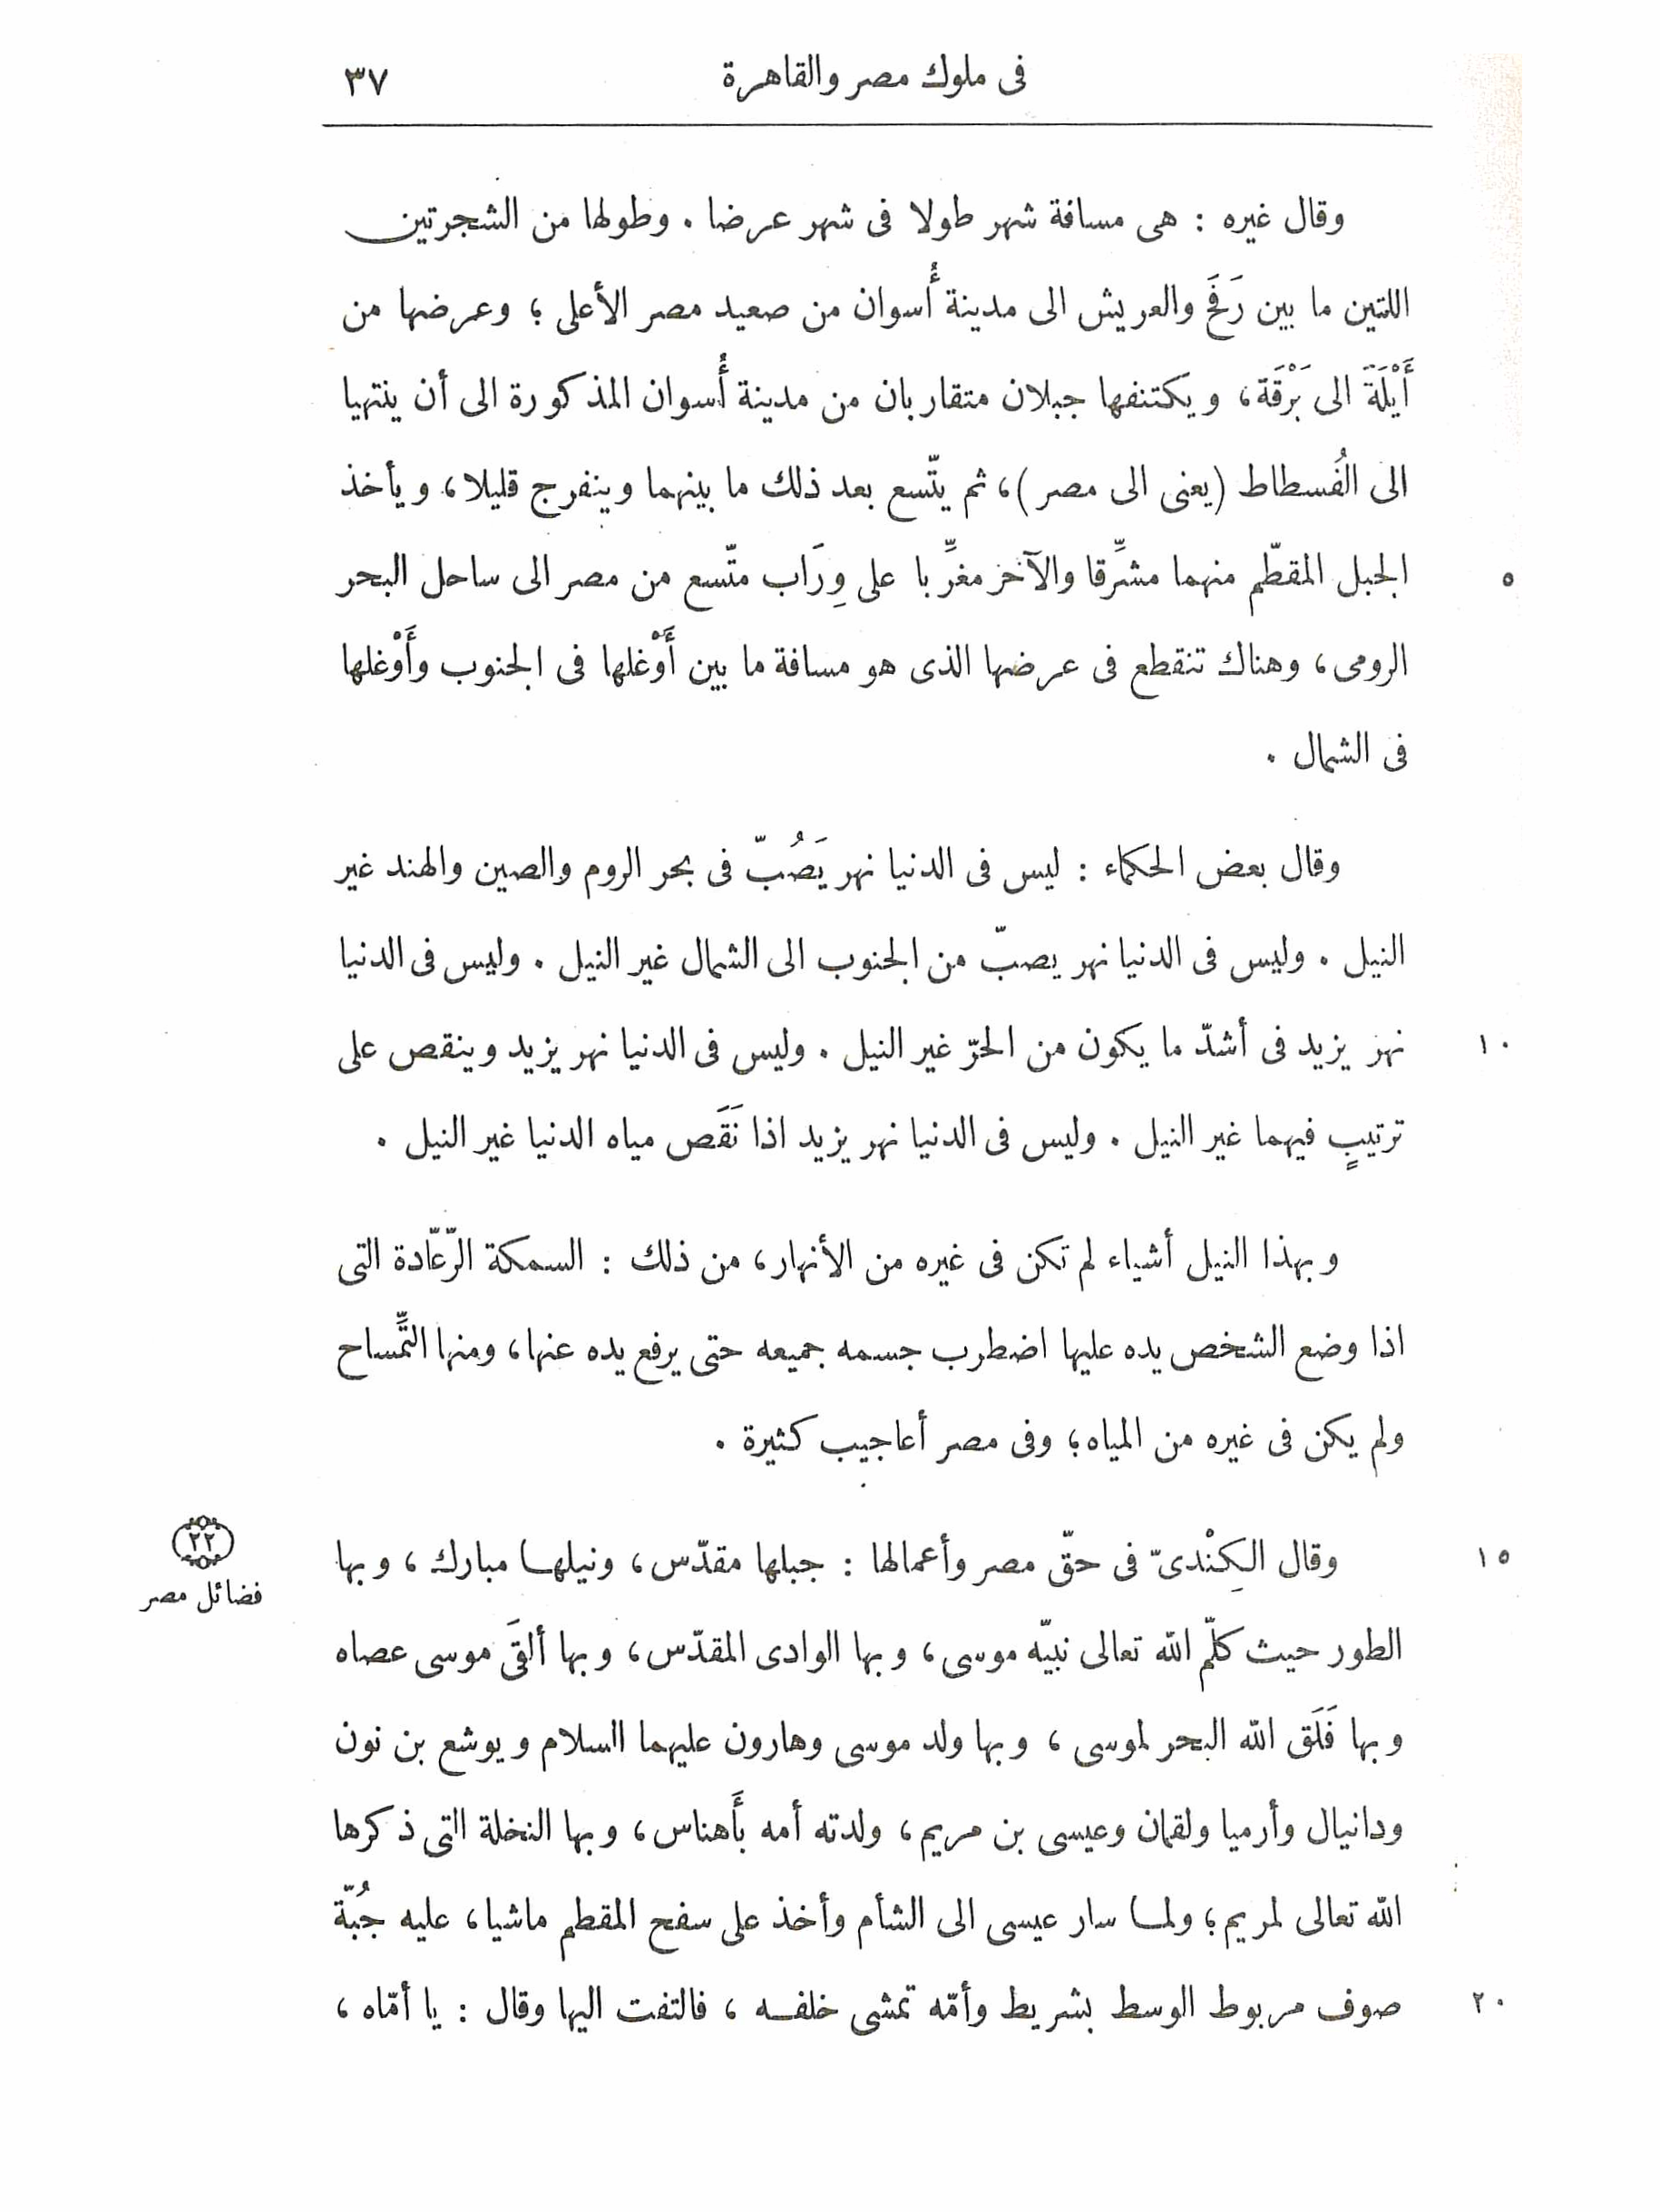 فى ملوك مصر والقاهرة ٣٧
وقال غيره : هى مسافة شهر طولا فى شهر عرضا . وطولها من الشجرتين
اللتين ما بين رَفَحَ والعريش الى مدينة أُسوان من صعيد مصر الأعلى ؛ وعرضها من
أَيْلَةَ الى بَرْقَة، ويكتنفها جبلان متقاربان من مدينة أُسوان المذكورة الى أن ينتهيا
الى الفُسطاط (يعنى الى مصر)، ثم يتّسع بعد ذلك ما بينهما وينفرج قليلا، ويأخذ
الجبل المقطّم منهما مشرِّقا والآخر مغرِّبا على وِرَاب متّسع من مصر الى ساحل البحر ٥
الرومى، وهناك تنقطع فى عرضها الذى هو مسافة ما بين أَوْغلها فى الجنوب وأَوْغلها
فى الشمال .
وقال بعض الحكماء : ليس فى الدنيا نهر يَصُبّ فى بحر الروم والصين والهند غير
النيل . وليس فى الدنيا نهر يصبّ من الجنوب الى الشمال غير النيل . وليس فى الدنيا
نهر يزيد فى أشدّ ما يكون من الحرّ غير النيل . وليس فى الدنيا نهر يزيد وينقص على ١٠
ترتيبٍ فيهما غير النيل . وليس فى الدنيا نهر يزيد اذا نَقَص مياه الدنيا غير النيل .
وبهذا النيل أشياء لم تكن فى غيره من الأنهار، من ذلك : السمكة الرّعّادة التى
اذا وضع الشخص يده عليها اضطرب جسمه جميعه حتى يرفع يده عنها، ومنها التِّمساح
ولم يكن فى غيره من المياه؛ وفى مصر أعاجيب كثيرة .
وقال الكِنْدىّ فى حقّ مصر وأعمالها : جبلها مقدّس، ونيلها مبارك، وبها ١٥
٢٢
فضائل مصر
الطور حيث كلّم الله تعالى نبيّه موسى، وبها الوادى المقدّس، وبها ألقَى موسى عصاه
وبها فَلَق الله البحر لموسى، وبها ولد موسى وهارون عليهما السلام ويوشع بن نون
ودانيال وأرميا ولقمان وعيسى بن مريم، ولدته أمه بأَهناس، وبها النخلة التى ذكرها
الله تعالى لمريم؛ ولما سار عيسى الى الشأم وأخذ على سفح المقطم ماشيا، عليه جُبّة
صوف مربوط الوسط بشريط وأمّه تمشى خلفه، فالتفت اليها وقال : يا أمّاه، ٢٠